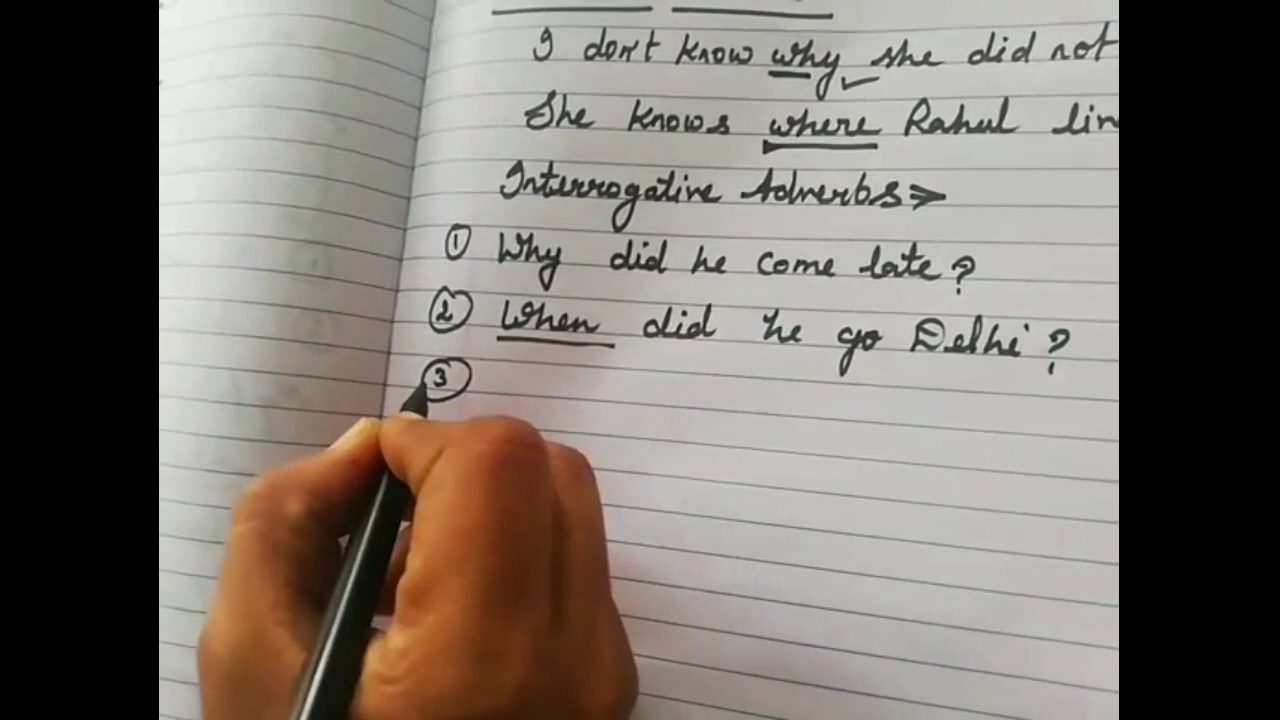 I don't know why she did not
She knows where Rahul
Interrogative Adverbs ⇒
① Why did he come late?
② When did he go Delhi?
③